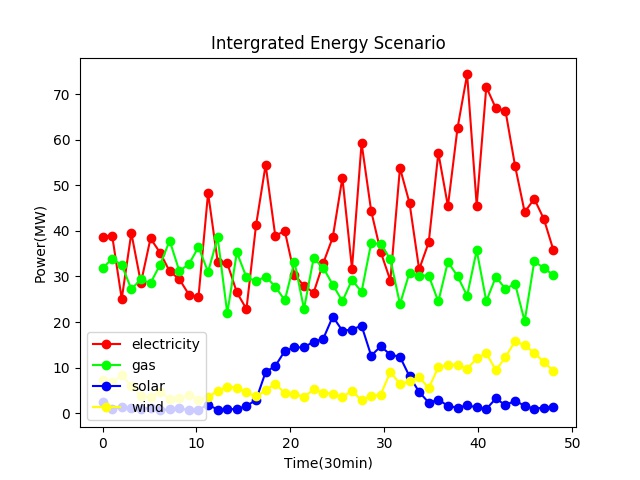 Intergrated Energy Scenario
Power(MW)
70
60
50
40
30
20
10
0
electricity
gas
solar
wind
0 10 20 30 40 50
Time(30min)